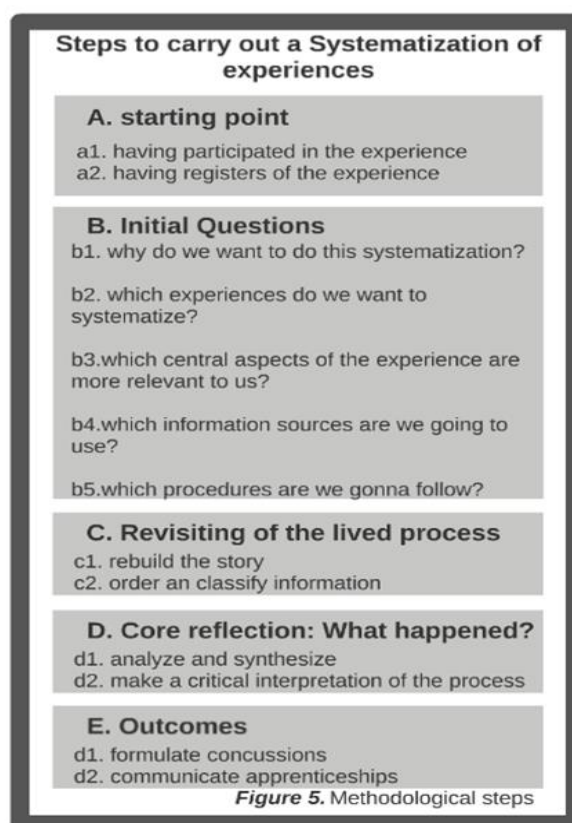 Steps to carry out a Systematization of
experiences
A. starting point
a1. having participated in the experience
a2. having registers of the experience
B. Initial Questions
b1. why do we want to do this systematization?
b2. which experiences do we want to
systematize?
b3.which central aspects of the experience are
more relevant to us?
b4.which information sources are we going to
use?
b5.which procedures are we gonna follow?
C. Revisiting of the lived process
c1. rebuild the story
c2. order an classify information
D. Core reflection: What happened?
d1. analyze and synthesize
d2. make a critical interpretation of the process
E. Outcomes
d1. formulate concussions
d2. communicate apprenticeships
Figure 5. Methodological steps